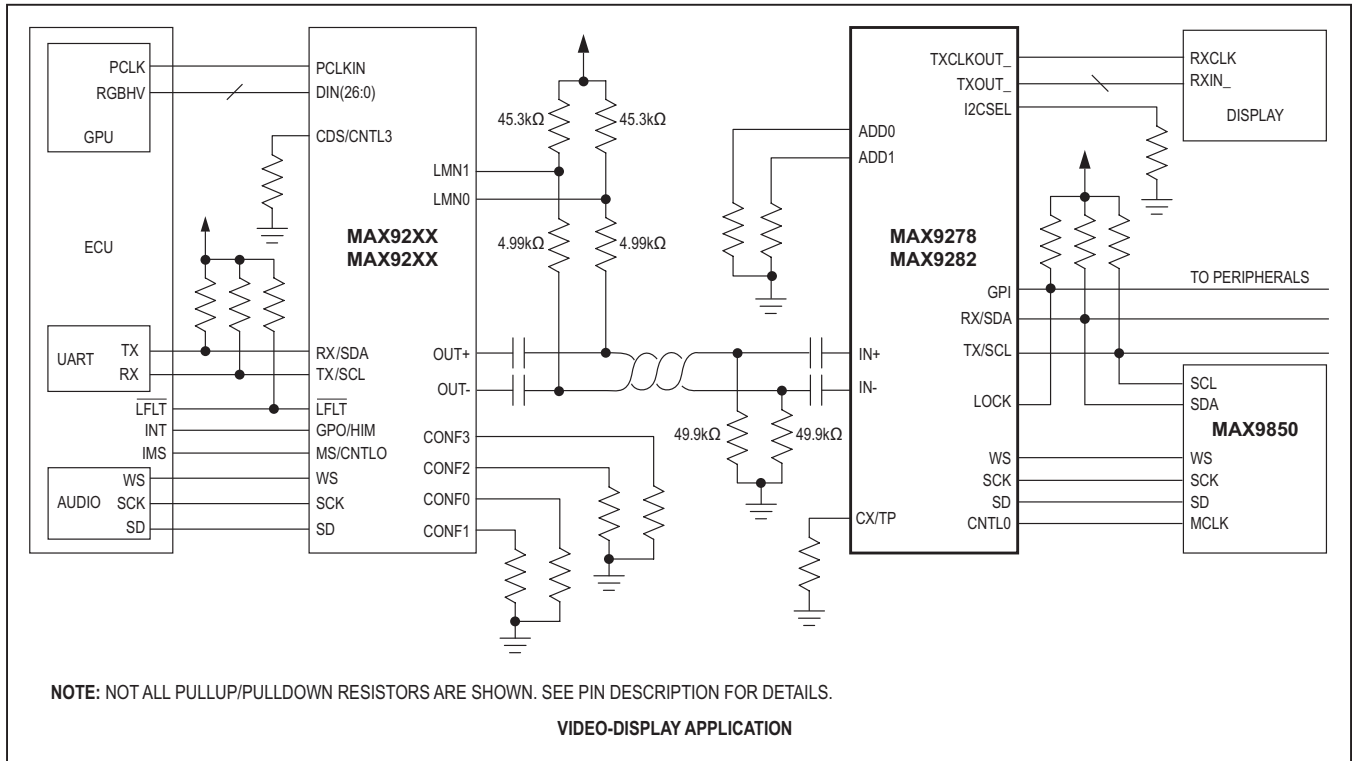 PCLK
RGBHV
GPU
ECU
UART
TX
RX
LFLT
INT
IMS
AUDIO
WS
SCK
SD
PCLKIN
DIN(26:0)
CDS/CNTL3
LMN1
LMN0
MAX92XX
MAX92XX
RX/SDA
TX/SCL
LFLT
GPO/HIM
MS/CNTLO
WS
SCK
SD
OUT+
OUT-
CONF3
CONF2
CONF0
CONF1
45.3kΩ
45.3kΩ
4.99kΩ
4.99kΩ
49.9kΩ
49.9kΩ
TXCLKOUT_
TXOUT_
I2CSEL
ADD0
ADD1
MAX9278
MAX9282
GPI
RX/SDA
TX/SCL
IN+
IN-
LOCK
WS
SCK
SD
CNTL0
CX/TP
RXCLK
RXIN_
DISPLAY
TO PERIPHERALS
SCL
SDA
MAX9850
WS
SCK
SD
MCLK
NOTE: NOT ALL PULLUP/PULLDOWN RESISTORS ARE SHOWN. SEE PIN DESCRIPTION FOR DETAILS.
VIDEO-DISPLAY APPLICATION